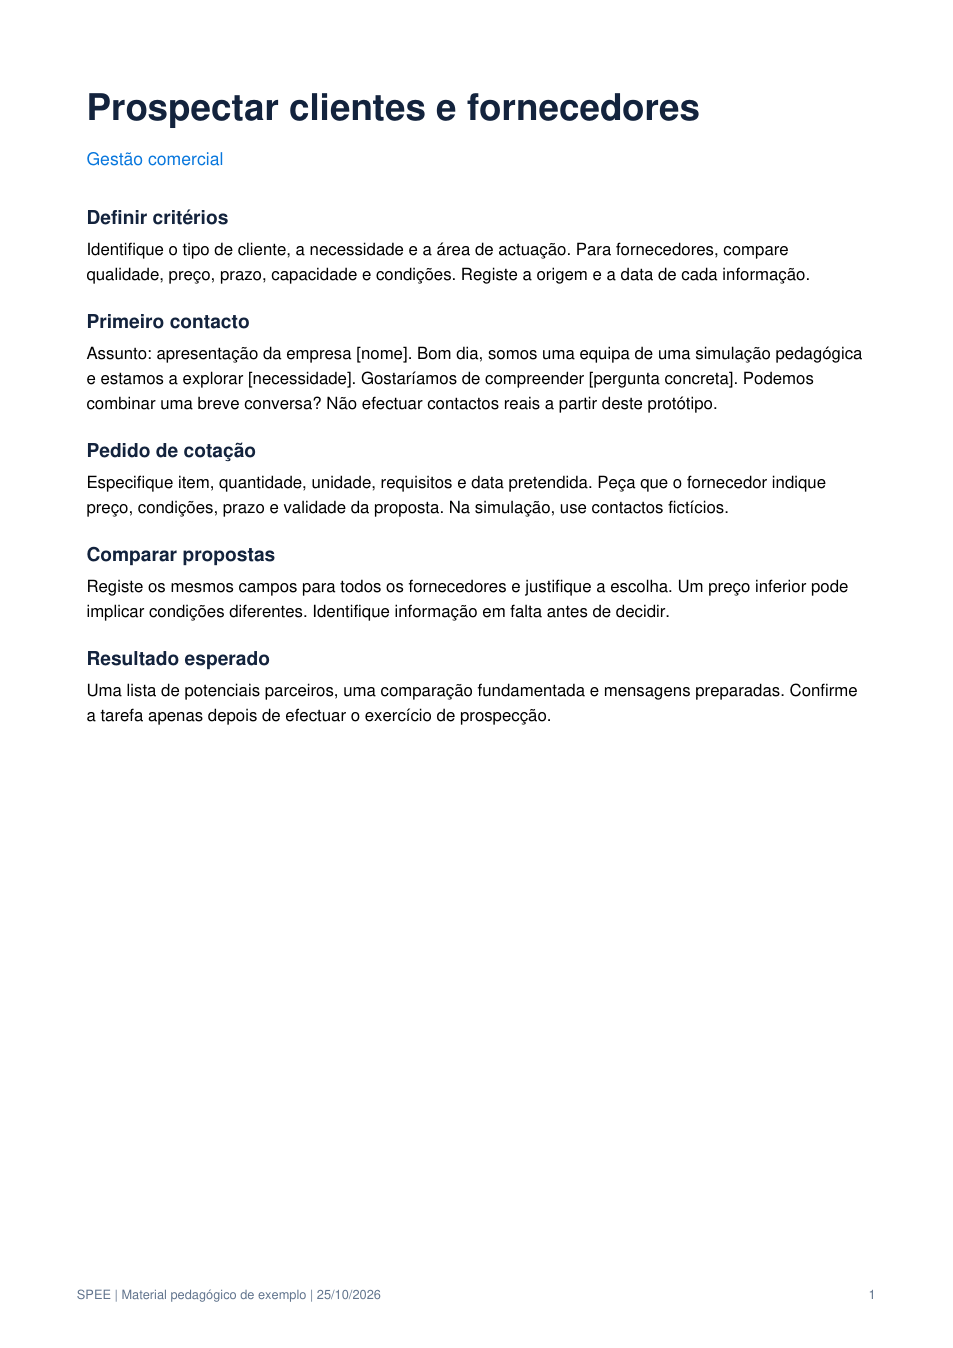 Prospectar clientes e fornecedores
Gestão comercial
Definir critérios
Identifique o tipo de cliente, a necessidade e a área de actuação. Para fornecedores, compare
qualidade, preço, prazo, capacidade e condições. Registe a origem e a data de cada informação.
Primeiro contacto
Assunto: apresentação da empresa [nome]. Bom dia, somos uma equipa de uma simulação pedagógica
e estamos a explorar [necessidade]. Gostaríamos de compreender [pergunta concreta]. Podemos
combinar uma breve conversa? Não efectuar contactos reais a partir deste protótipo.
Pedido de cotação
Especifique item, quantidade, unidade, requisitos e data pretendida. Peça que o fornecedor indique
preço, condições, prazo e validade da proposta. Na simulação, use contactos fictícios.
Comparar propostas
Registe os mesmos campos para todos os fornecedores e justifique a escolha. Um preço inferior pode
implicar condições diferentes. Identifique informação em falta antes de decidir.
Resultado esperado
Uma lista de potenciais parceiros, uma comparação fundamentada e mensagens preparadas. Confirme
a tarefa apenas depois de efectuar o exercício de prospecção.
SPEE | Material pedagógico de exemplo | 25/10/2026 1